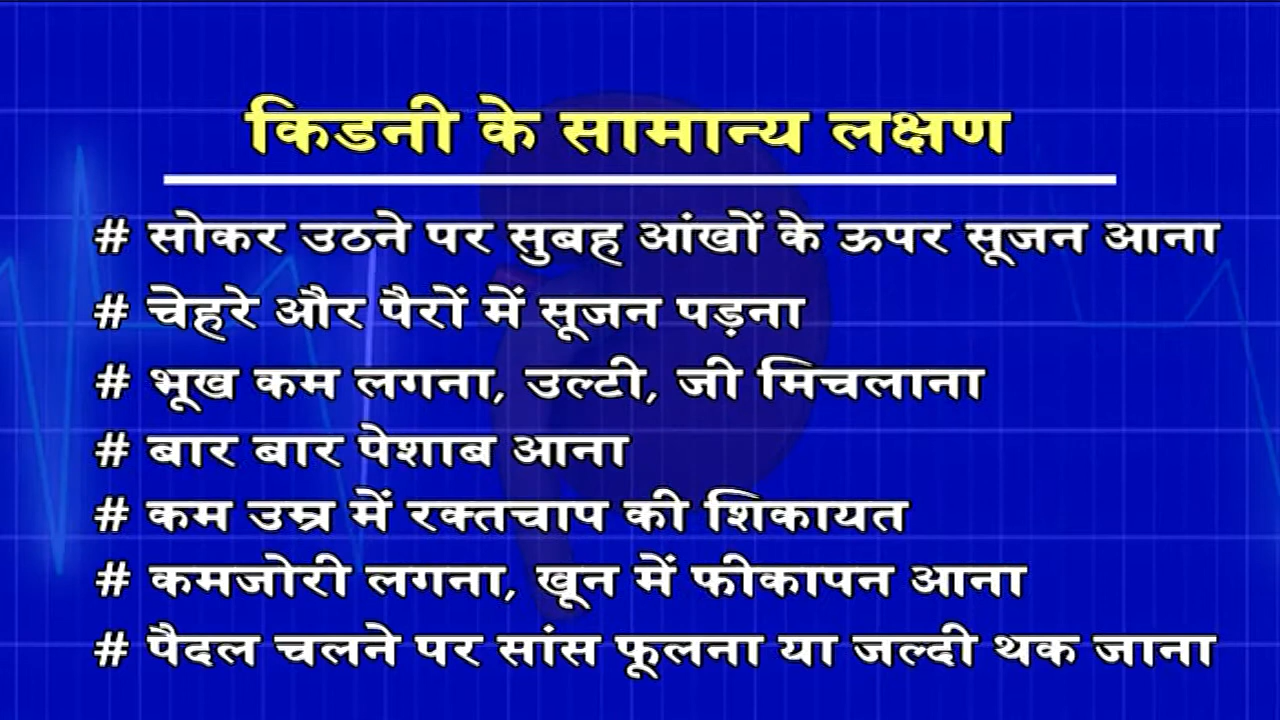 किडनी के सामान्य लक्षण
# सोकर उठने पर सुबह आंखों के ऊपर सूजन आना
# चेहरे और पैरों में सूजन पड़ना
# भूख कम लगना, उल्टी, जी मिचलाना
# बार बार पेशाब आना
# कम उम्र में रक्तचाप की शिकायत
# कमजोरी लगना, खून में फीकापन आना
# पैदल चलने पर सांस फूलना या जल्दी थक जाना